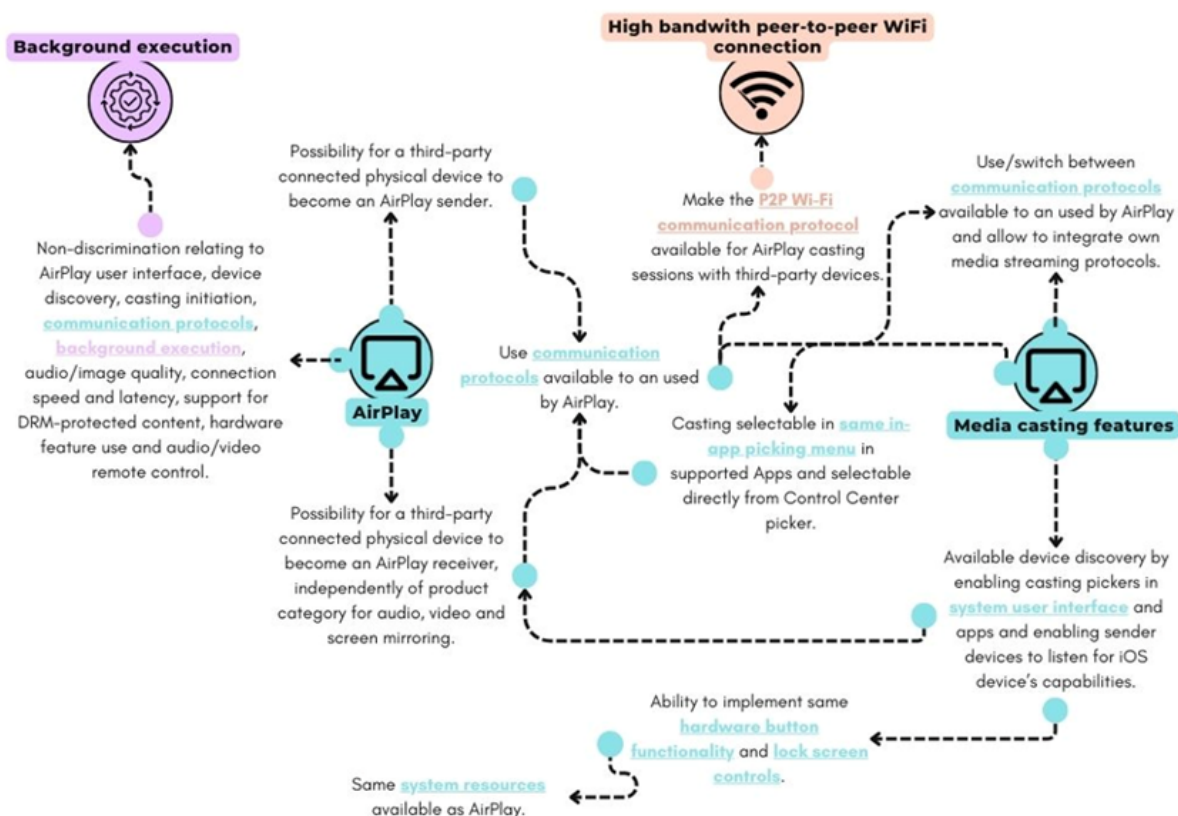 Background execution
High bandwith peer-to-peer WiFi
connection
Possibility for a third-party
connected physical device to
become an AirPlay sender.
Use/switch between
communication protocols
available to an used by AirPlay
and allow to integrate own
media streaming protocols.
Make the P2P Wi-Fi
communication protocol
available for AirPlay casting
sessions with third-party devices.
Non-discrimination relating to
AirPlay user interface, device
discovery, casting initiation,
communication protocols,
background execution,
audio/image quality, connection
speed and latency, support for
DRM-protected content, hardware
feature use and audio/video
remote control.
AirPlay
Use communication
protocols available to an used
by AirPlay.
Media casting features
Casting selectable in same in-
app picking menu in
supported Apps and selectable
directly from Control Center
picker.
Possibility for a third-party
connected physical device to
become an AirPlay receiver,
independently of product
category for audio, video and
screen mirroring.
Available device discovery by
enabling casting pickers in
system user interface and
apps and enabling sender
devices to listen for iOS
device's capabilities.
Ability to implement same
hardware button
functionality and lock screen
controls.
Same system resources
available as AirPlay.